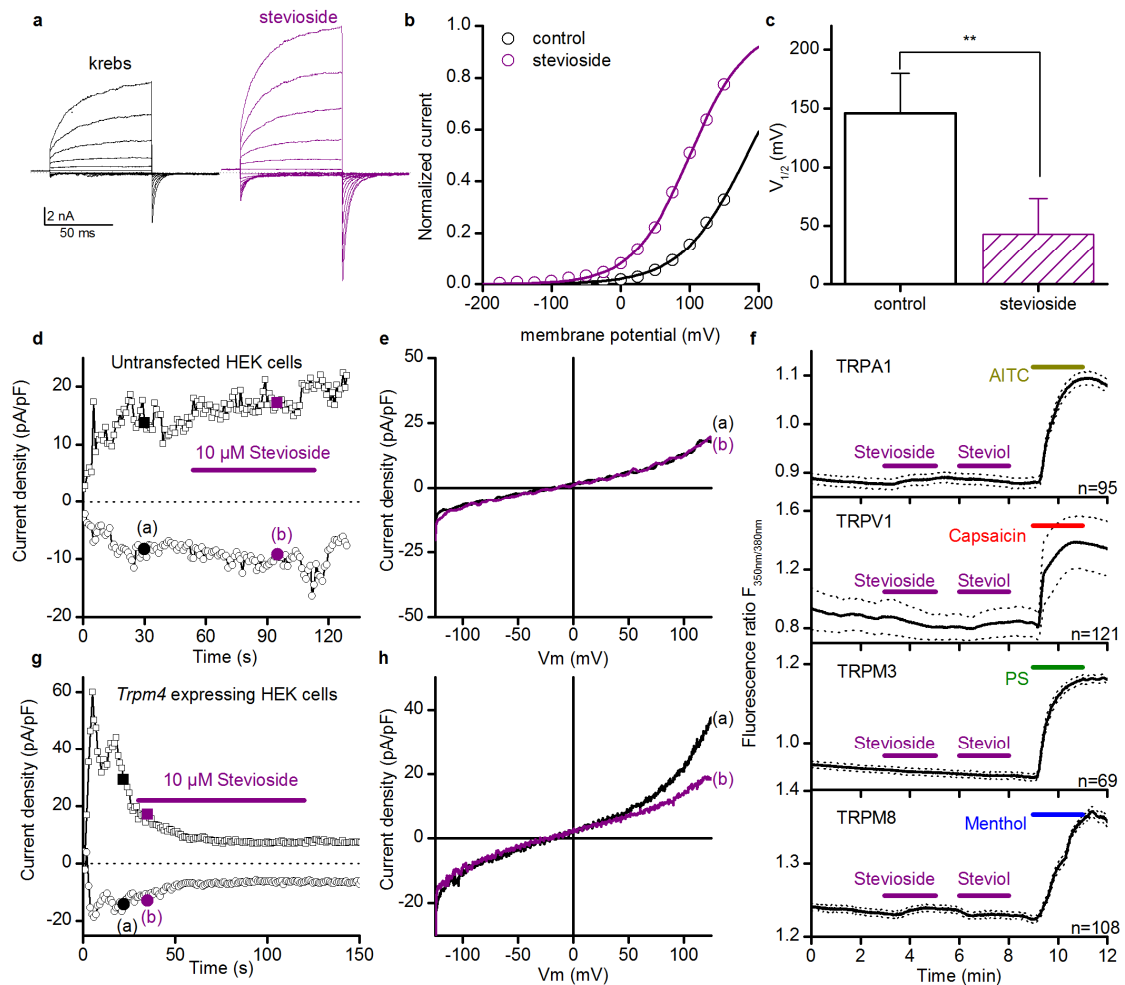 a
krebs
stevioside
2 nA
50 ms
b
control
stevioside
Normalized current
1.0
0.8
0.6
0.4
0.2
0.0
-200 -100 0 100 200
membrane potential (mV)
c
**
V1/2 (mV)
200
150
100
50
0
control stevioside
d
Untransfected HEK cells
10 µM Stevioside
(a)
(b)
Current density (pA/pF)
20
10
0
-10
-20
0 30 60 90 120
Time (s)
e
Current density (pA/pF)
50
25
0
-25
-50
(a)
(b)
-100 -50 0 50 100
Vm (mV)
f
Fluorescence ratio F350nm/380nm
TRPA1
AITC
Stevioside Steviol
n=95
1.1
1.0
0.9
TRPV1
Capsaicin
Stevioside Steviol
n=121
1.6
1.2
0.8
TRPM3
PS
Stevioside Steviol
n=69
1.2
1.0
1.4
TRPM8
Menthol
Stevioside Steviol
n=108
1.3
1.2
0 2 4 6 8 10 12
Time (min)
g
Trpm4 expressing HEK cells
10 µM Stevioside
(a)
(b)
Current density (pA/pF)
60
40
20
0
-20
0 50 100 150
Time (s)
h
Current density (pA/pF)
40
20
0
-20
(a)
(b)
-100 -50 0 50 100
Vm (mV)